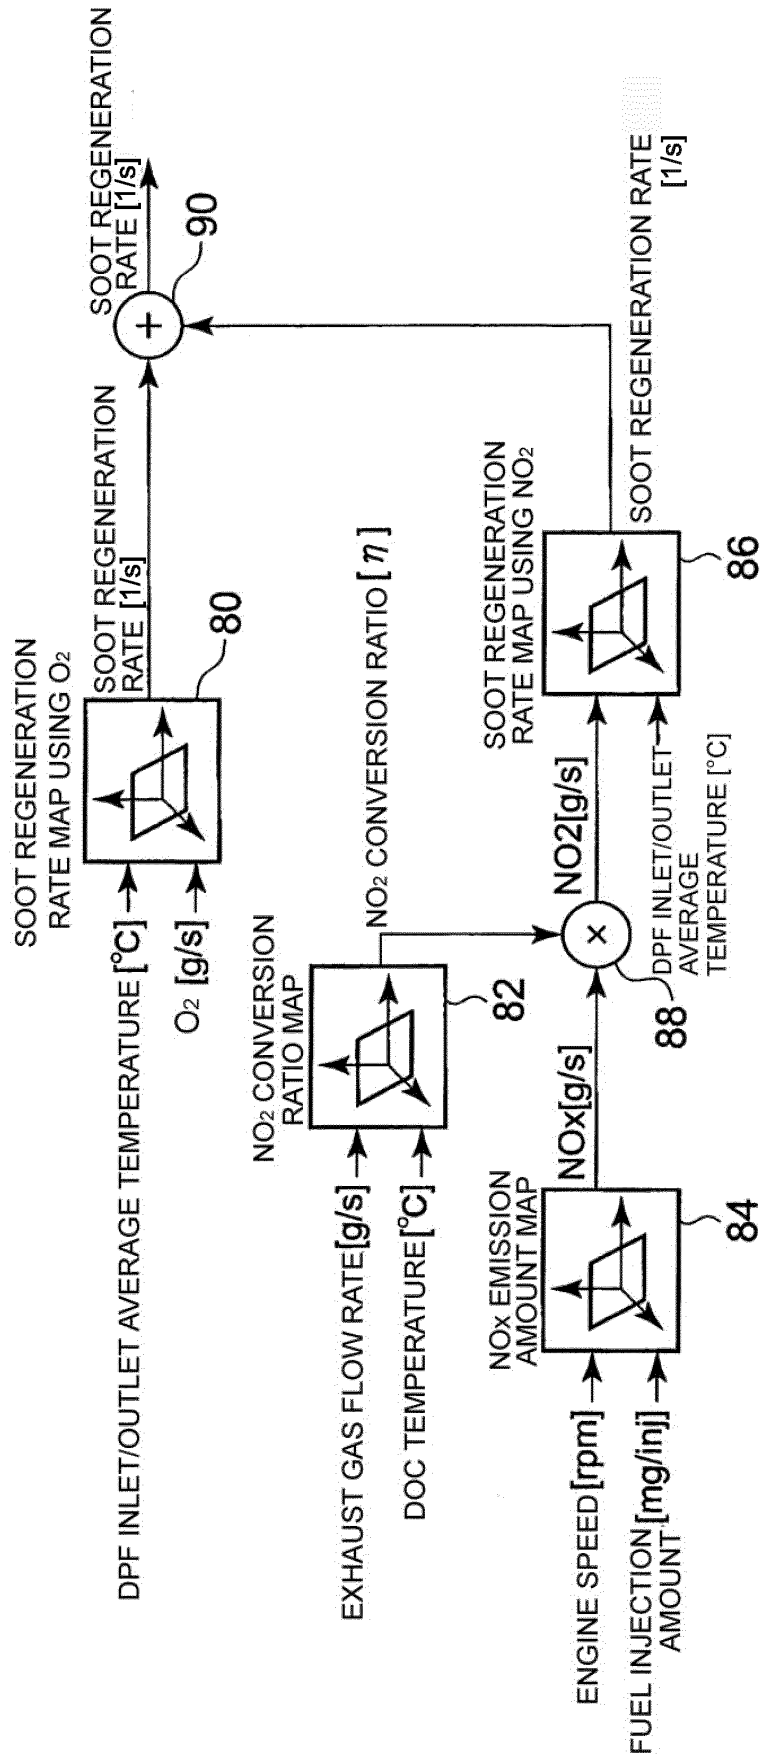 SOOT REGENERATION
RATE MAP USING O2
DPF INLET/OUTLET AVERAGE TEMPERATURE [°C]
O2 [g/s]
80
SOOT REGENERATION
RATE [1/s]
90
+
SOOT REGENERATION
RATE [1/s]
NO2 CONVERSION
RATIO MAP
EXHAUST GAS FLOW RATE[g/s]
DOC TEMPERATURE[°C]
82
NO2 CONVERSION RATIO [η]
NOx EMISSION
AMOUNT MAP
ENGINE SPEED[rpm]
FUEL INJECTION[mg/inj]
AMOUNT
84
NOx[g/s]
×
88
NO2[g/s]
SOOT REGENERATION
RATE MAP USING NO2
DPF INLET/OUTLET
AVERAGE
TEMPERATURE [°C]
86
SOOT REGENERATION RATE
[1/s]